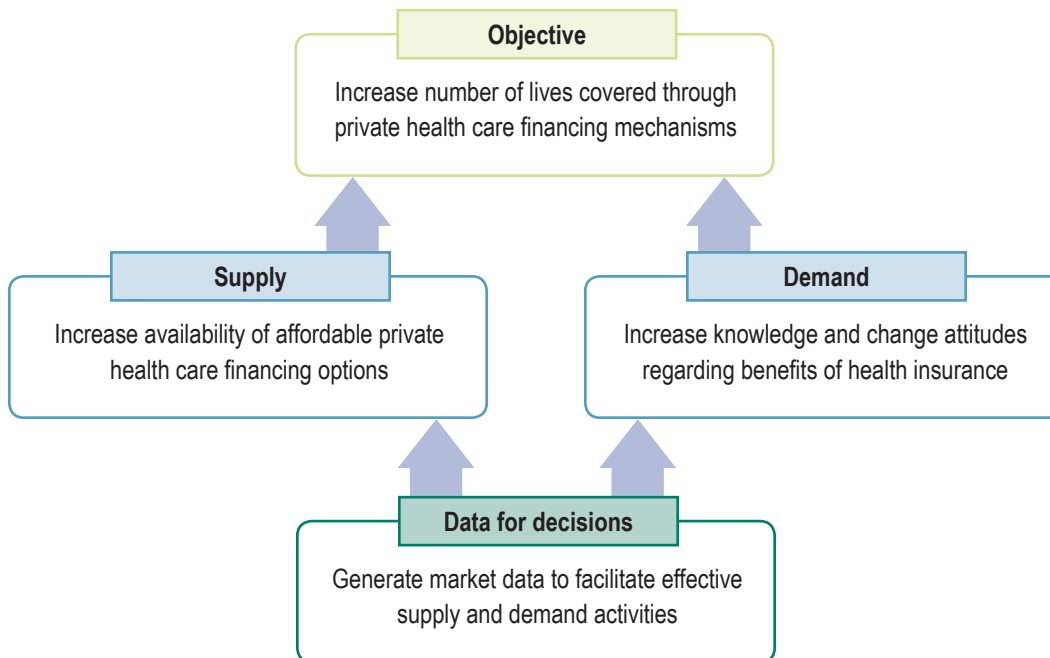 Objective
Increase number of lives covered through
private health care financing mechanisms
Supply
Increase availability of affordable private
health care financing options
Demand
Increase knowledge and change attitudes
regarding benefits of health insurance
Data for decisions
Generate market data to facilitate effective
supply and demand activities